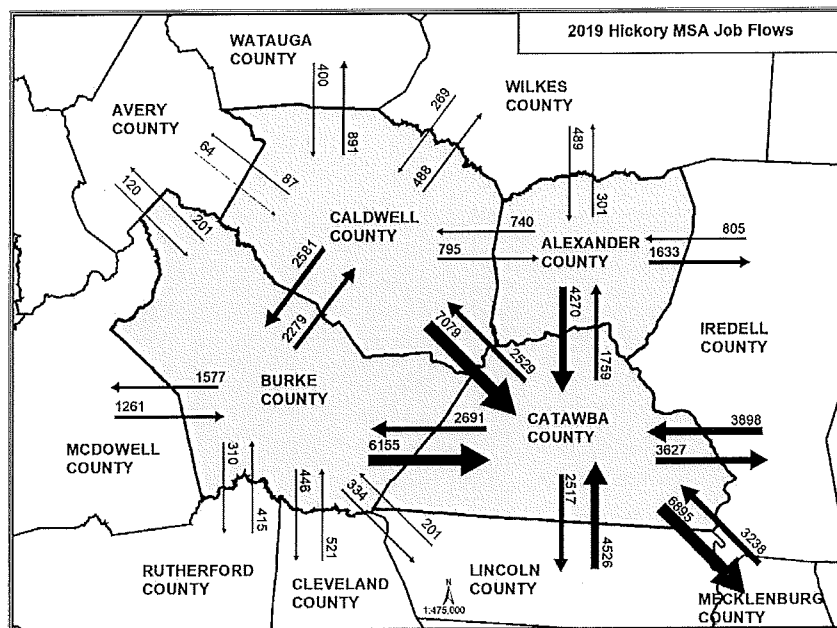 2019 Hickory MSA Job Flows
WATAUGA
COUNTY
WILKES
COUNTY
AVERY
COUNTY
400
891
269
488
489
301
64
87
120
201
CALDWELL
COUNTY
740
795
ALEXANDER
COUNTY
805
1633
2581
2279
4270
1759
7079
2529
IREDELL
COUNTY
BURKE
COUNTY
1577
1261
CATAWBA
COUNTY
2691
6155
3898
3627
MCDOWELL
COUNTY
310
415
446
521
334
201
2517
4526
6895
3238
RUTHERFORD
COUNTY
CLEVELAND
COUNTY
LINCOLN
COUNTY
N
1:475,000
MECKLENBURG
COUNTY